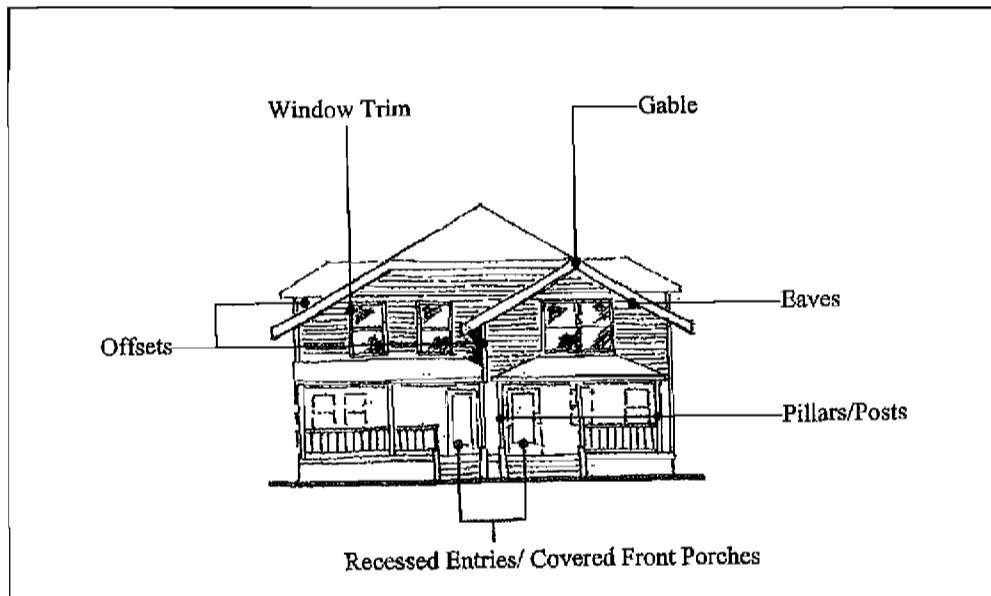 Window Trim
Gable
Eaves
Offsets
Pillars/Posts
Recessed Entries/ Covered Front Porches